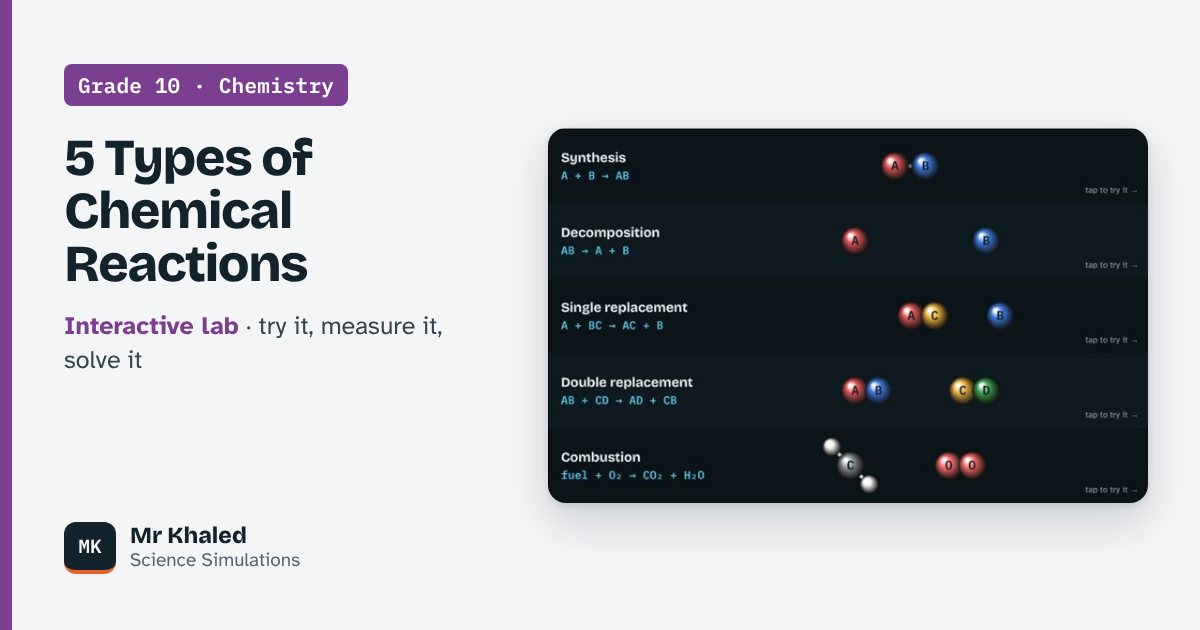 Grade 10 · Chemistry
5 Types of
Chemical
Reactions
Interactive lab · try it, measure it,
solve it
MK
Mr Khaled
Science Simulations
Synthesis
A + B → AB
A B
tap to try it →
Decomposition
AB → A + B
A B
tap to try it →
Single replacement
A + BC → AC + B
A C B
tap to try it →
Double replacement
AB + CD → AD + CB
A B C D
tap to try it →
Combustion
fuel + O₂ → CO₂ + H₂O
C O O
tap to try it →